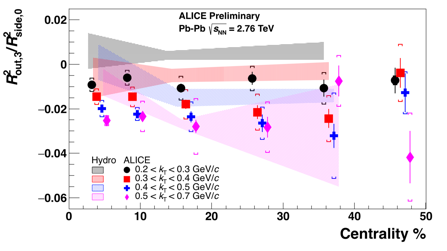 ALICE Preliminary
Pb-Pb √sNN = 2.76 TeV
R²out,3/R²side,0
0.02
0
−0.02
−0.04
−0.06
Hydro ALICE
0.2 < kT < 0.3 GeV/c
0.3 < kT < 0.4 GeV/c
0.4 < kT < 0.5 GeV/c
0.5 < kT < 0.7 GeV/c
0 10 20 30 40 50
Centrality %